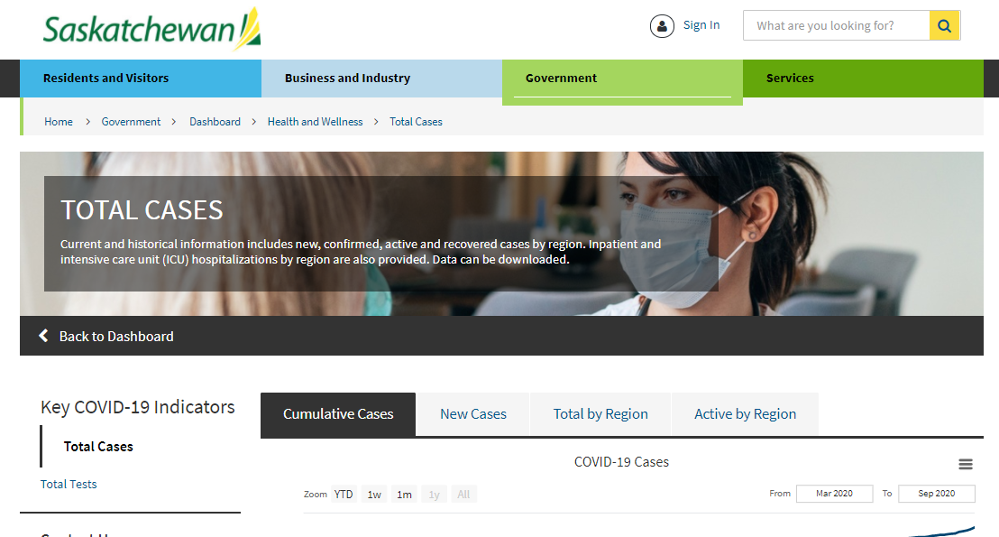 Saskatchewan
Sign In
What are you looking for?
Residents and Visitors
Business and Industry
Government
Services
Home > Government > Dashboard > Health and Wellness > Total Cases
TOTAL CASES
Current and historical information includes new, confirmed, active and recovered cases by region. Inpatient and
intensive care unit (ICU) hospitalizations by region are also provided. Data can be downloaded.
Back to Dashboard
Key COVID-19 Indicators
Total Cases
Total Tests
Cumulative Cases
New Cases
Total by Region
Active by Region
COVID-19 Cases
Zoom YTD 1w 1m 1y All
From Mar 2020 To Sep 2020